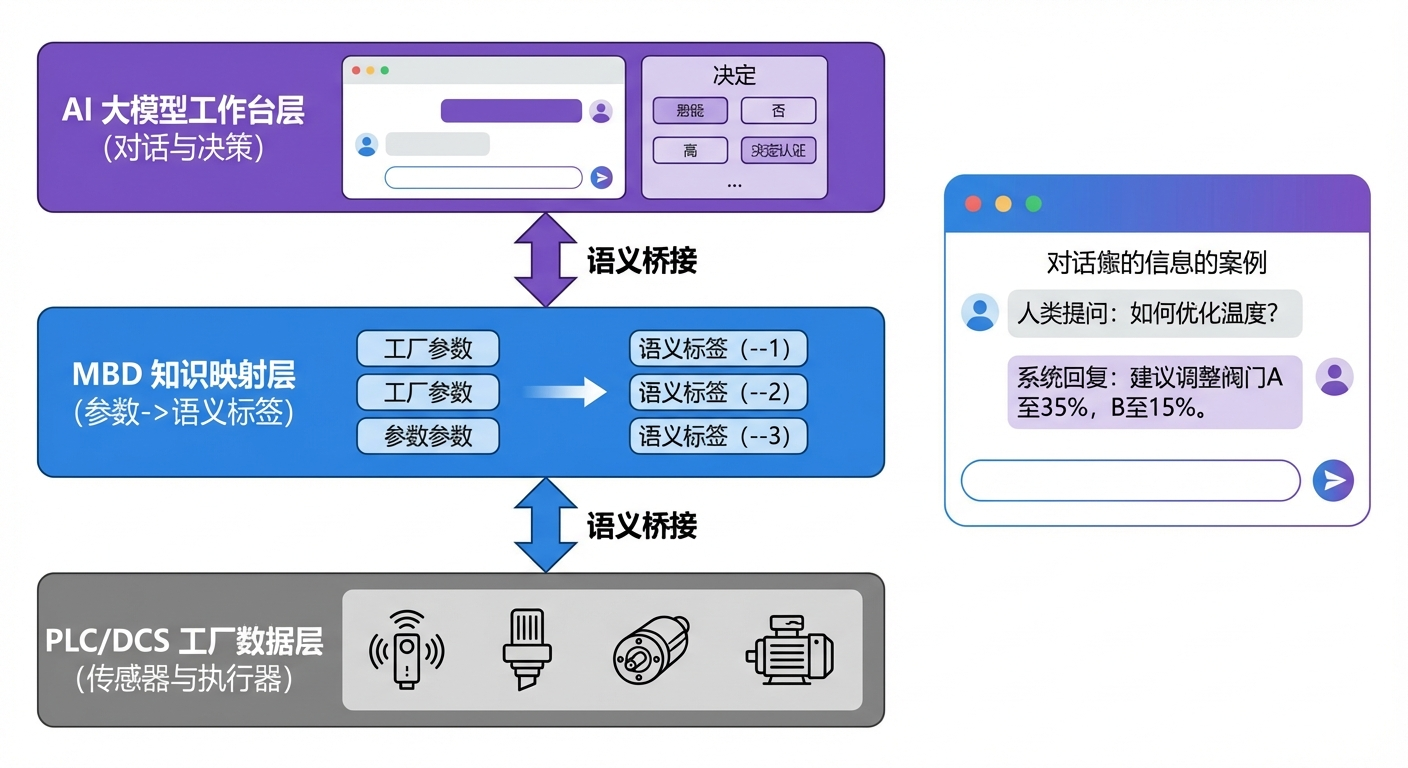 AI 大模型工作台层
（对话与决策）
决定
否
高
...
语义桥接
MBD 知识映射层
（参数->语义标签）
工厂参数
工厂参数
参数参数
语义标签（--1）
语义标签（--2）
语义标签（--3）
语义桥接
PLC/DCS 工厂数据层
（传感器与执行器）
对话 的信息的案例
人类提问：如何优化温度？
系统回复：建议调整阀门A
至35%，B至15%。